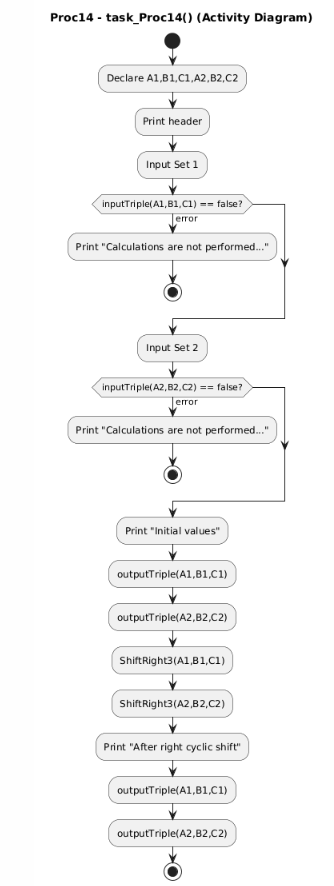 Proc14 - task_Proc14() (Activity Diagram)
Declare A1,B1,C1,A2,B2,C2
Print header
Input Set 1
inputTriple(A1,B1,C1) == false?
error
Print "Calculations are not performed..."
Input Set 2
inputTriple(A2,B2,C2) == false?
error
Print "Calculations are not performed..."
Print "Initial values"
outputTriple(A1,B1,C1)
outputTriple(A2,B2,C2)
ShiftRight3(A1,B1,C1)
ShiftRight3(A2,B2,C2)
Print "After right cyclic shift"
outputTriple(A1,B1,C1)
outputTriple(A2,B2,C2)